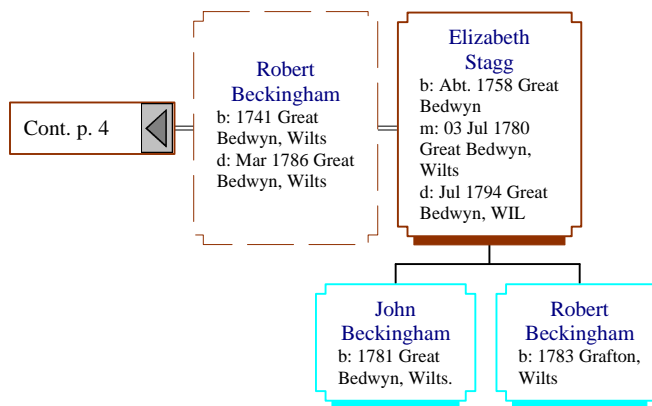 Cont. p. 4
Robert
Beckingham
b: 1741 Great
Bedwyn, Wilts
d: Mar 1786 Great
Bedwyn, Wilts
Elizabeth
Stagg
b: Abt. 1758 Great
Bedwyn
m: 03 Jul 1780
Great Bedwyn,
Wilts
d: Jul 1794 Great
Bedwyn, WIL
John
Beckingham
b: 1781 Great
Bedwyn, Wilts.
Robert
Beckingham
b: 1783 Grafton,
Wilts